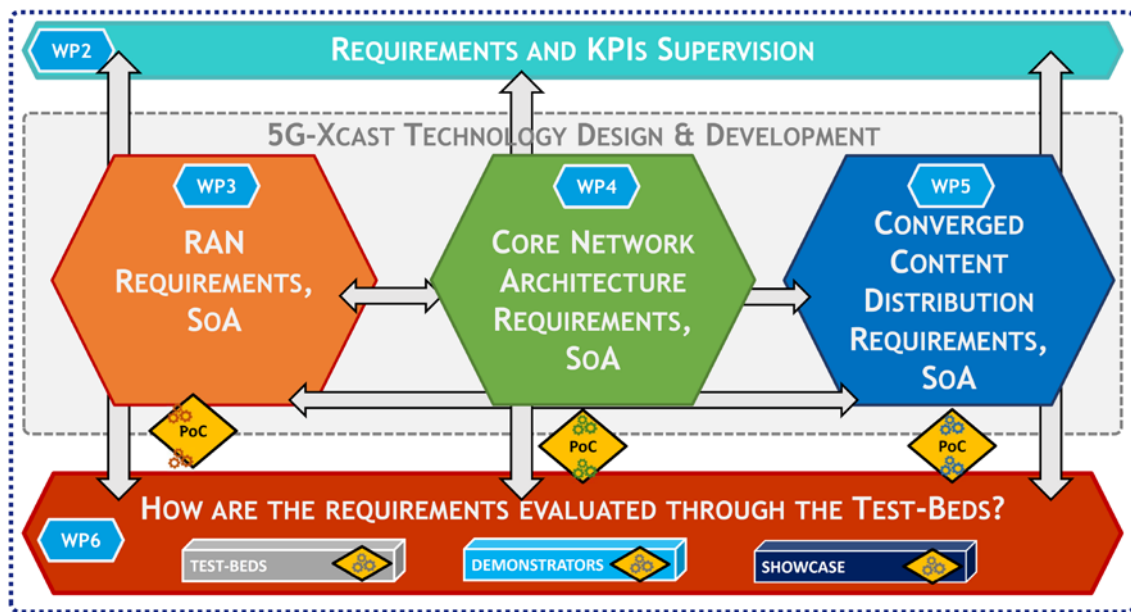 WP2
REQUIREMENTS AND KPIS SUPERVISION
5G-XCAST TECHNOLOGY DESIGN & DEVELOPMENT
WP3
RAN
REQUIREMENTS,
SOA
WP4
CORE NETWORK
ARCHITECTURE
REQUIREMENTS,
SOA
WP5
CONVERGED
CONTENT
DISTRIBUTION
REQUIREMENTS,
SOA
PoC
PoC
PoC
HOW ARE THE REQUIREMENTS EVALUATED THROUGH THE TEST-BEDS?
WP6
TEST-BEDS
DEMONSTRATORS
SHOWCASE